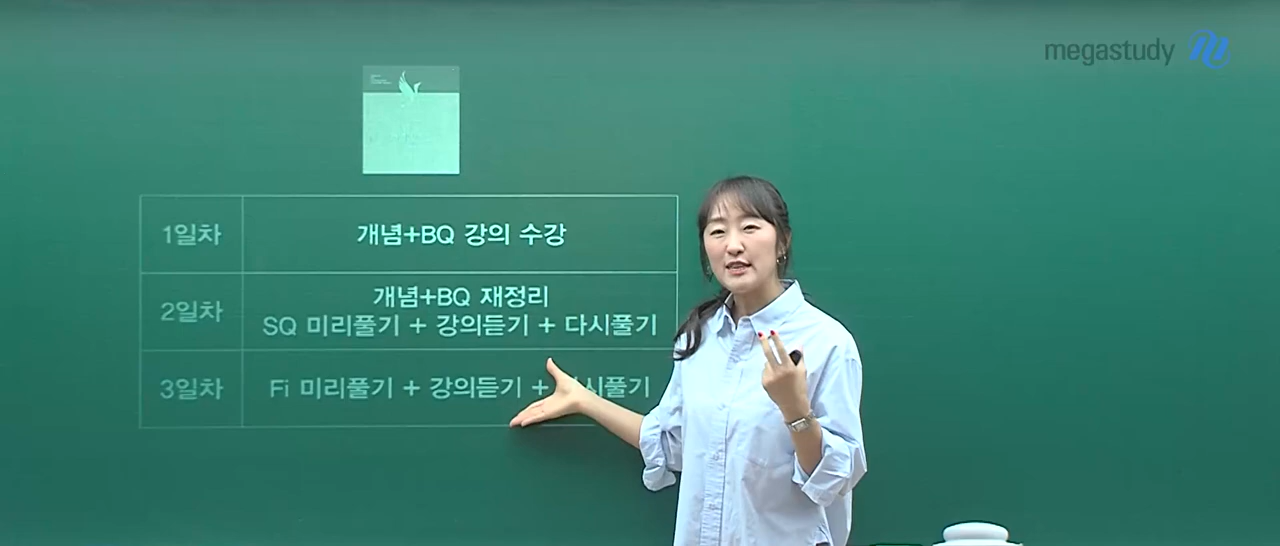 megastudy
1일차
개념+BQ 강의 수강
2일차
개념+BQ 재정리
SQ 미리풀기 + 강의듣기 + 다시풀기
3일차
Fi 미리풀기 + 강의듣기 +